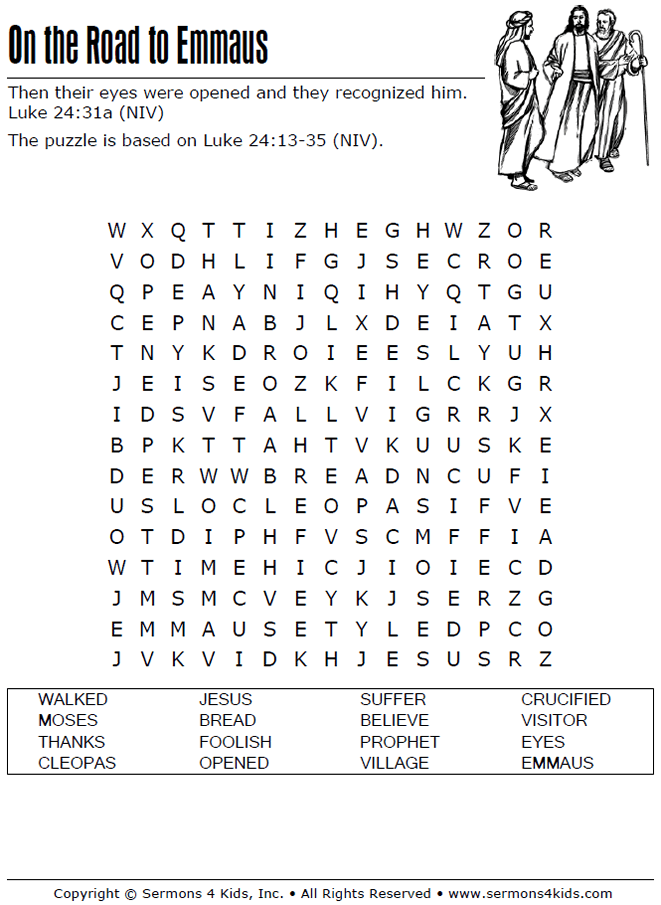 On the Road to Emmaus
Then their eyes were opened and they recognized him.
Luke 24:31a (NIV)
The puzzle is based on Luke 24:13-35 (NIV).
W X Q T T I Z H E G H W Z O R
V O D H L I F G J S E C R O E
Q P E A Y N I Q I H Y Q T G U
C E P N A B J L X D E I A T X
T N Y K D R O I E E S L Y U H
J E I S E O Z K F I L C K G R
I D S V F A L L V I G R R J X
B P K T T A H T V K U U S K E
D E R W W B R E A D N C U F I
U S L O C L E O P A S I F V E
O T D I P H F V S C M F F I A
W T I M E H I C J I O I E C D
J M S M C V E Y K J S E R Z G
E M M A U S E T Y L E D P C O
J V K V I D K H J E S U S R Z
WALKED JESUS SUFFER CRUCIFIED
MOSES BREAD BELIEVE VISITOR
THANKS FOOLISH PROPHET EYES
CLEOPAS OPENED VILLAGE EMMAUS
Copyright © Sermons 4 Kids, Inc. • All Rights Reserved • www.sermons4kids.com